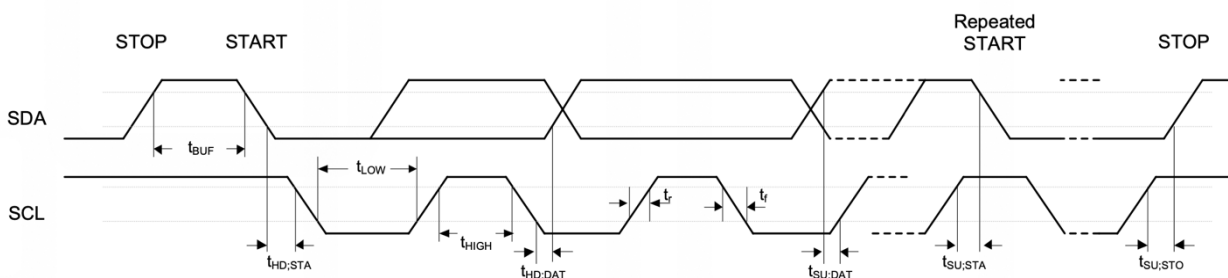 Repeated
STOP START START STOP
SDA
tBUF
tLOW
SCL
tr tf
tHIGH
tHD;STA tHD;DAT tSU;DAT tSU;STA tSU;STO